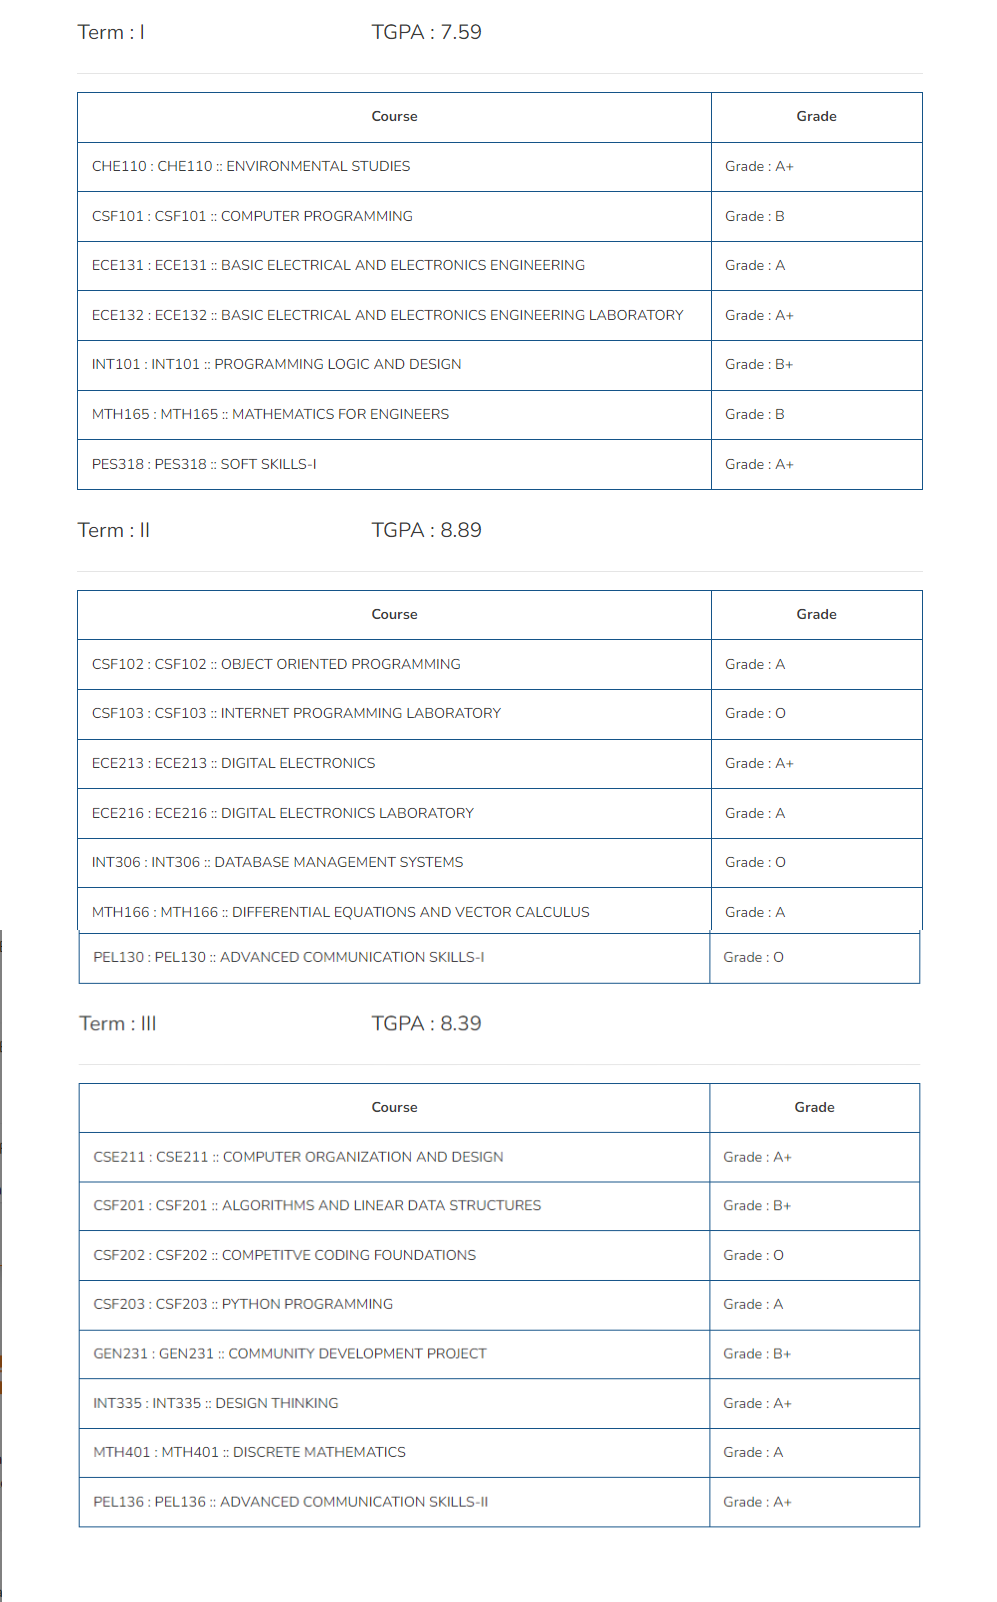 Term : I TGPA : 7.59
Course Grade
CHE110 : CHE110 :: ENVIRONMENTAL STUDIES Grade : A+
CSF101 : CSF101 :: COMPUTER PROGRAMMING Grade : B
ECE131 : ECE131 :: BASIC ELECTRICAL AND ELECTRONICS ENGINEERING Grade : A
ECE132 : ECE132 :: BASIC ELECTRICAL AND ELECTRONICS ENGINEERING LABORATORY Grade : A+
INT101 : INT101 :: PROGRAMMING LOGIC AND DESIGN Grade : B+
MTH165 : MTH165 :: MATHEMATICS FOR ENGINEERS Grade : B
PES318 : PES318 :: SOFT SKILLS-I Grade : A+
Term : II TGPA : 8.89
Course Grade
CSF102 : CSF102 :: OBJECT ORIENTED PROGRAMMING Grade : A
CSF103 : CSF103 :: INTERNET PROGRAMMING LABORATORY Grade : O
ECE213 : ECE213 :: DIGITAL ELECTRONICS Grade : A+
ECE216 : ECE216 :: DIGITAL ELECTRONICS LABORATORY Grade : A
INT306 : INT306 :: DATABASE MANAGEMENT SYSTEMS Grade : O
MTH166 : MTH166 :: DIFFERENTIAL EQUATIONS AND VECTOR CALCULUS Grade : A
PEL130 : PEL130 :: ADVANCED COMMUNICATION SKILLS-I Grade : O
Term : III TGPA : 8.39
Course Grade
CSE211 : CSE211 :: COMPUTER ORGANIZATION AND DESIGN Grade : A+
CSF201 : CSF201 :: ALGORITHMS AND LINEAR DATA STRUCTURES Grade : B+
CSF202 : CSF202 :: COMPETITVE CODING FOUNDATIONS Grade : O
CSF203 : CSF203 :: PYTHON PROGRAMMING Grade : A
GEN231 : GEN231 :: COMMUNITY DEVELOPMENT PROJECT Grade : B+
INT335 : INT335 :: DESIGN THINKING Grade : A+
MTH401 : MTH401 :: DISCRETE MATHEMATICS Grade : A
PEL136 : PEL136 :: ADVANCED COMMUNICATION SKILLS-II Grade : A+